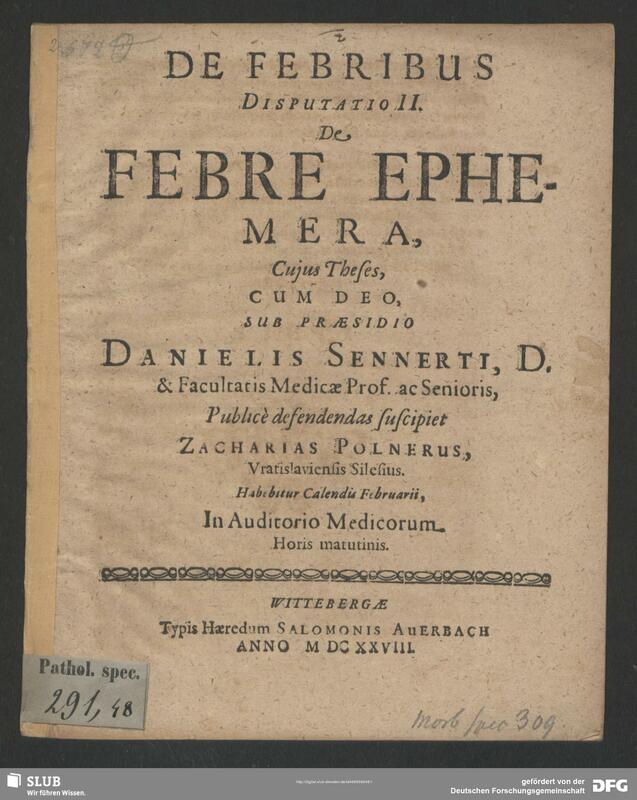 DE FEBRIBUS
DISPUTATIO II.
De
FEBRE EPHE-
MERA,
Cujus Theſes,
CUM DEO,
SUB PRÆSIDIO
DANIELIS SENNERTI, D.
& Facultatis Medicæ Prof. ac Senioris,
Publicè defendendas ſuſcipiet
ZACHARIAS POLNERUS,
Vratislaviensis Silesius.
Habebitur Calendis Februarii,
In Auditorio Medicorum
Horis matutinis.
WITTEBERGÆ
Typis Hæredum SALOMONIS AuERBACH
ANNO M DC XXVIII.
Pathol. spec.
291,48
Morb spec 309.
SLUB
Wir führen Wissen.
gefördert von der
Deutschen Forschungsgemeinschaft
DFG